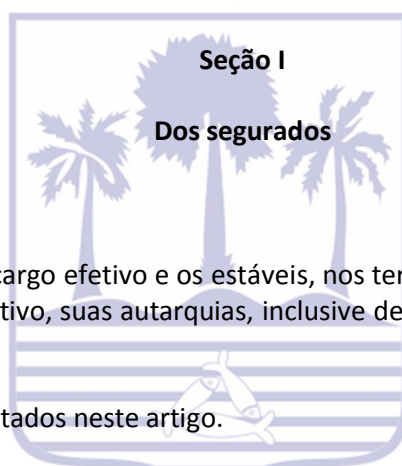 Seção I
Dos segurados
cargo efetivo e os estáveis, nos ter
tivo, suas autarquias, inclusive de
tados neste artigo.